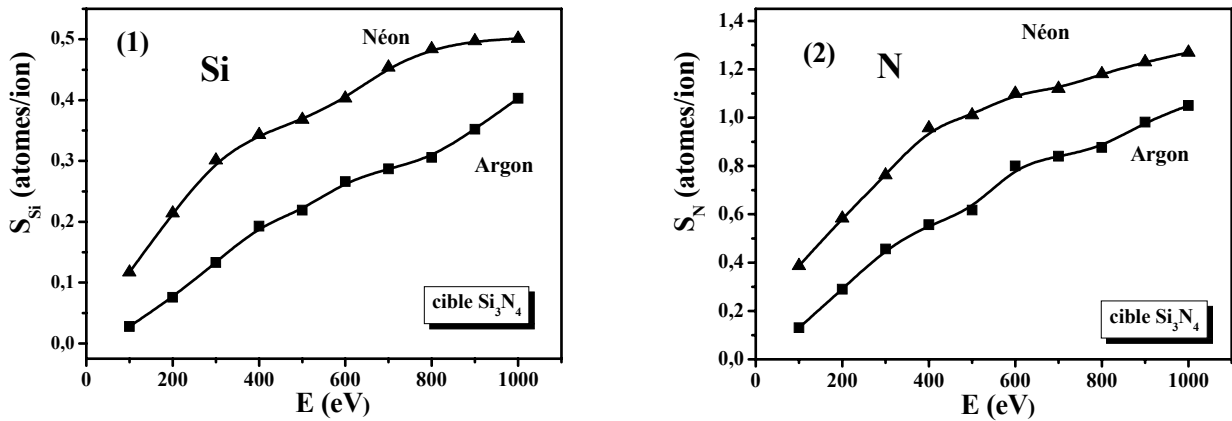 (1)
Si
Néon
Argon
cible Si₃N₄
S_Si (atomes/ion)
0,5
0,4
0,3
0,2
0,1
0,0
0 200 400 600 800 1000
E (eV)
(2)
N
Néon
Argon
cible Si₃N₄
S_N (atomes/ion)
1,4
1,2
1,0
0,8
0,6
0,4
0,2
0,0
0 200 400 600 800 1000
E (eV)